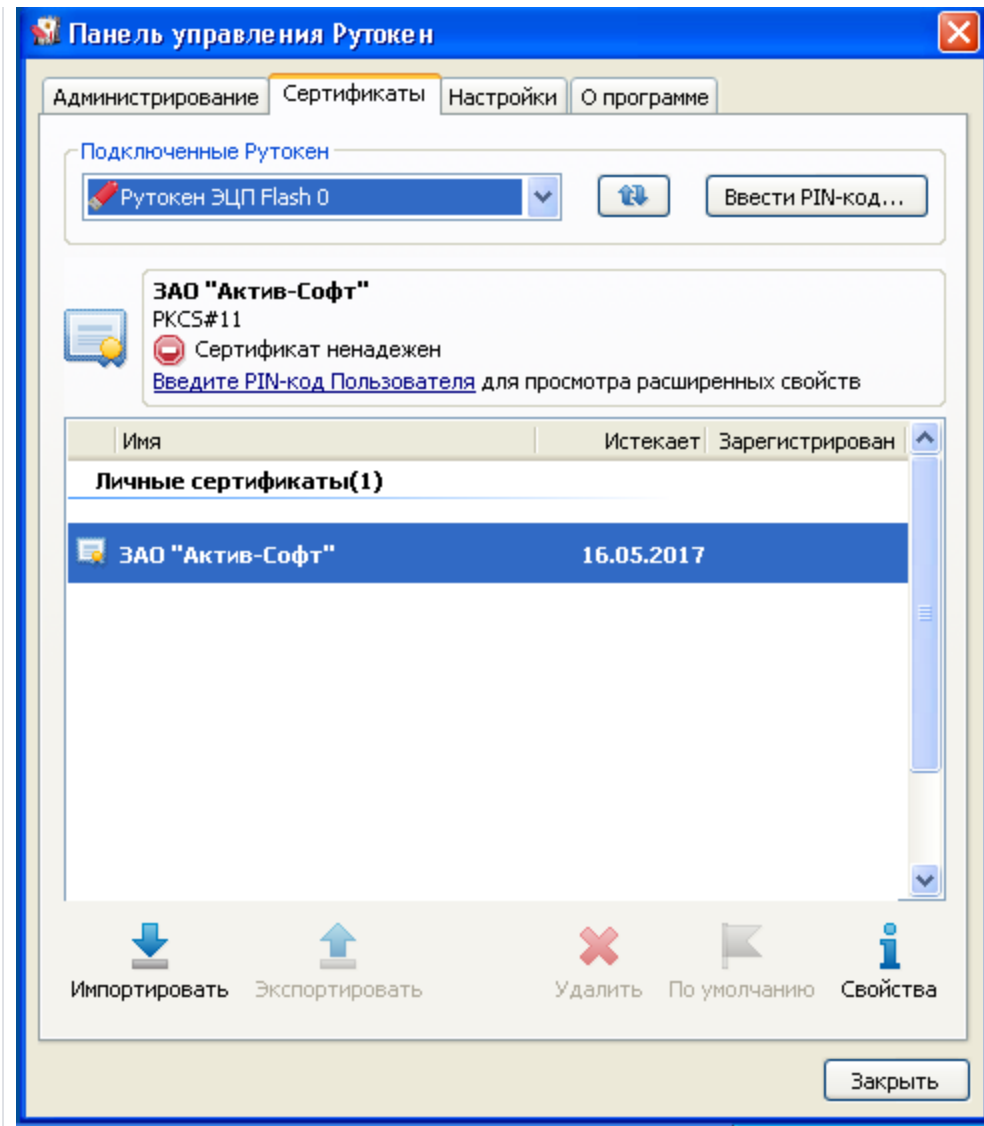 Панель управления Рутокен
Администрирование Сертификаты Настройки О программе
Подключенные Рутокен
Рутокен ЭЦП Flash 0 Ввести PIN-код...
ЗАО "Актив-Софт"
PKCS#11
Сертификат ненадежен
Введите PIN-код Пользователя для просмотра расширенных свойств
Имя Истекает Зарегистрирован
Личные сертификаты(1)
ЗАО "Актив-Софт" 16.05.2017
Импортировать Экспортировать Удалить По умолчанию Свойства
Закрыть